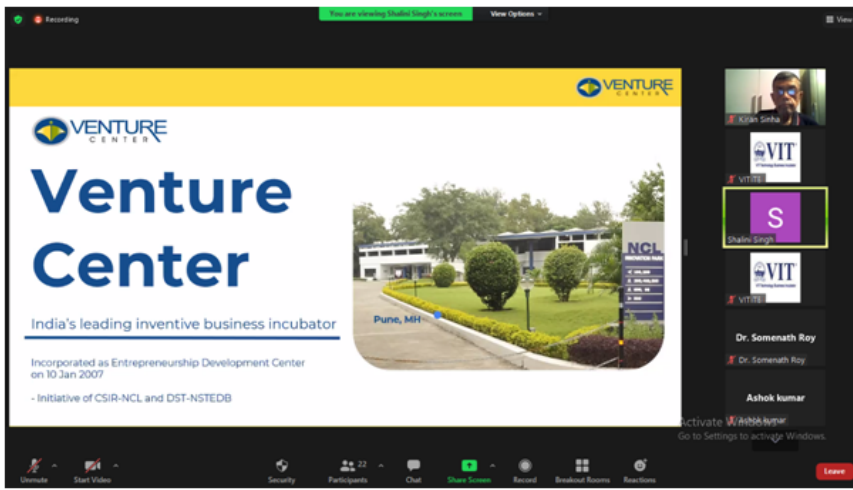 Recording
You are viewing Shalini Singh's screen
View Options
View
VENTURE
CENTER
VENTURE
CENTER
Venture
Center
India's leading inventive business incubator
Incorporated as Entrepreneurship Development Center
on 10 Jan 2007
- Initiative of CSIR-NCL and DST-NSTEDB
NCL
INNOVATION PARK
Pune, MH
Kiran Sinha
VIT
S
Shalini Singh
VIT
Dr. Somenath Roy
Dr. Somenath Roy
Ashok kumar
Ashok kumar
Activate Windows
Go to Settings to activate Windows.
Unmute
Start Video
Security
Participants
22
Chat
Share Screen
Record
Breakout Rooms
Reactions
Leave